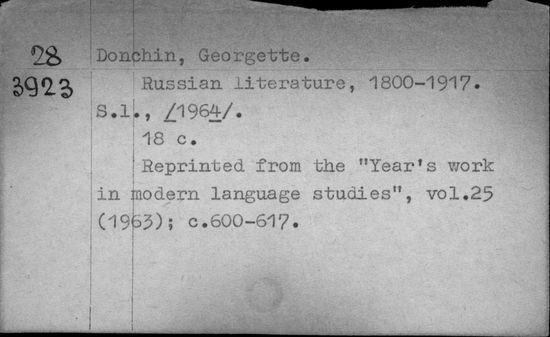 28 Donchin, Georgette.
3923 Russian literature, 1800-1917.
S.l., /1964/.
18 c.
Reprinted from the "Year's work
in modern language studies", vol.25
(1963); c.600-617.